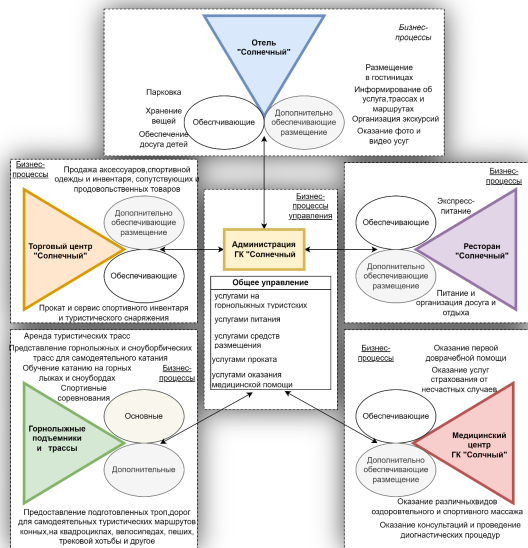 Бизнес-
процессы
Отель
"Солнечный"
Размещение
в гостиницах
Информирование об
услуга,трассах и
маршрутах
Организация экскурсий
Оказание фото и
видео усуг
Парковка
Хранение
вещей
Обеспечение
досуга детей
Обеспчивающие
Дополнительно
обеспечивающие
размещение
Бизнес-
процессы
Продажа аксессуаров,спортивной
одежды и инвентаря, сопутствующих и
продовольственных товаров
Дополнительно
обеспечивающие
размещение
Торговый центр
"Солнечный"
Обеспечивающие
Прокат и сервис спортивного инвентаря
и туристического снаряжения
Бизнес-
процессы
управления
Администрация
ГК "Солнечный
Общее управление
услугами на
горнолыжных туристских
услугами питания
услугами средств
размещения
услугами проката
услугами оказания
медицинской помощи
Бизнес-
процессы
Экспресс-
питание
Обеспечивающие
Ресторан
"Солнечный"
Дополнительно
обеспечивающие
размещение
Питание и
организация досуга и
отдыха
Аренда туристических трасс
Представление горнолыжных и сноуборбических
трасс для самодеятельного катания
Обучение катанию на горных
лыжах и сноубордах
Спортивные
соревнования
Бизнес-
процессы
Основные
Горнолыжные
подъемники
и трассы
Дополнительные
Предоставление подготовленных троп,дорог
для самодеятельных туристических маршрутов
конных,на квадроциклах, велосипедах, пеших,
трековой хотьбы и другое
Бизнес-
процессы
Оказание первой
доврачебной помощи
Оказание услуг
страхования от
несчастных случаев
Обеспечивающие
Медицинский
центр
ГК "Солчный"
Дополнительно
обеспечивающие
размещение
Оказание различныхвидов
оздоровительного и спортивного массажа
Оказание консультаций и проведение
диогнастических процедур